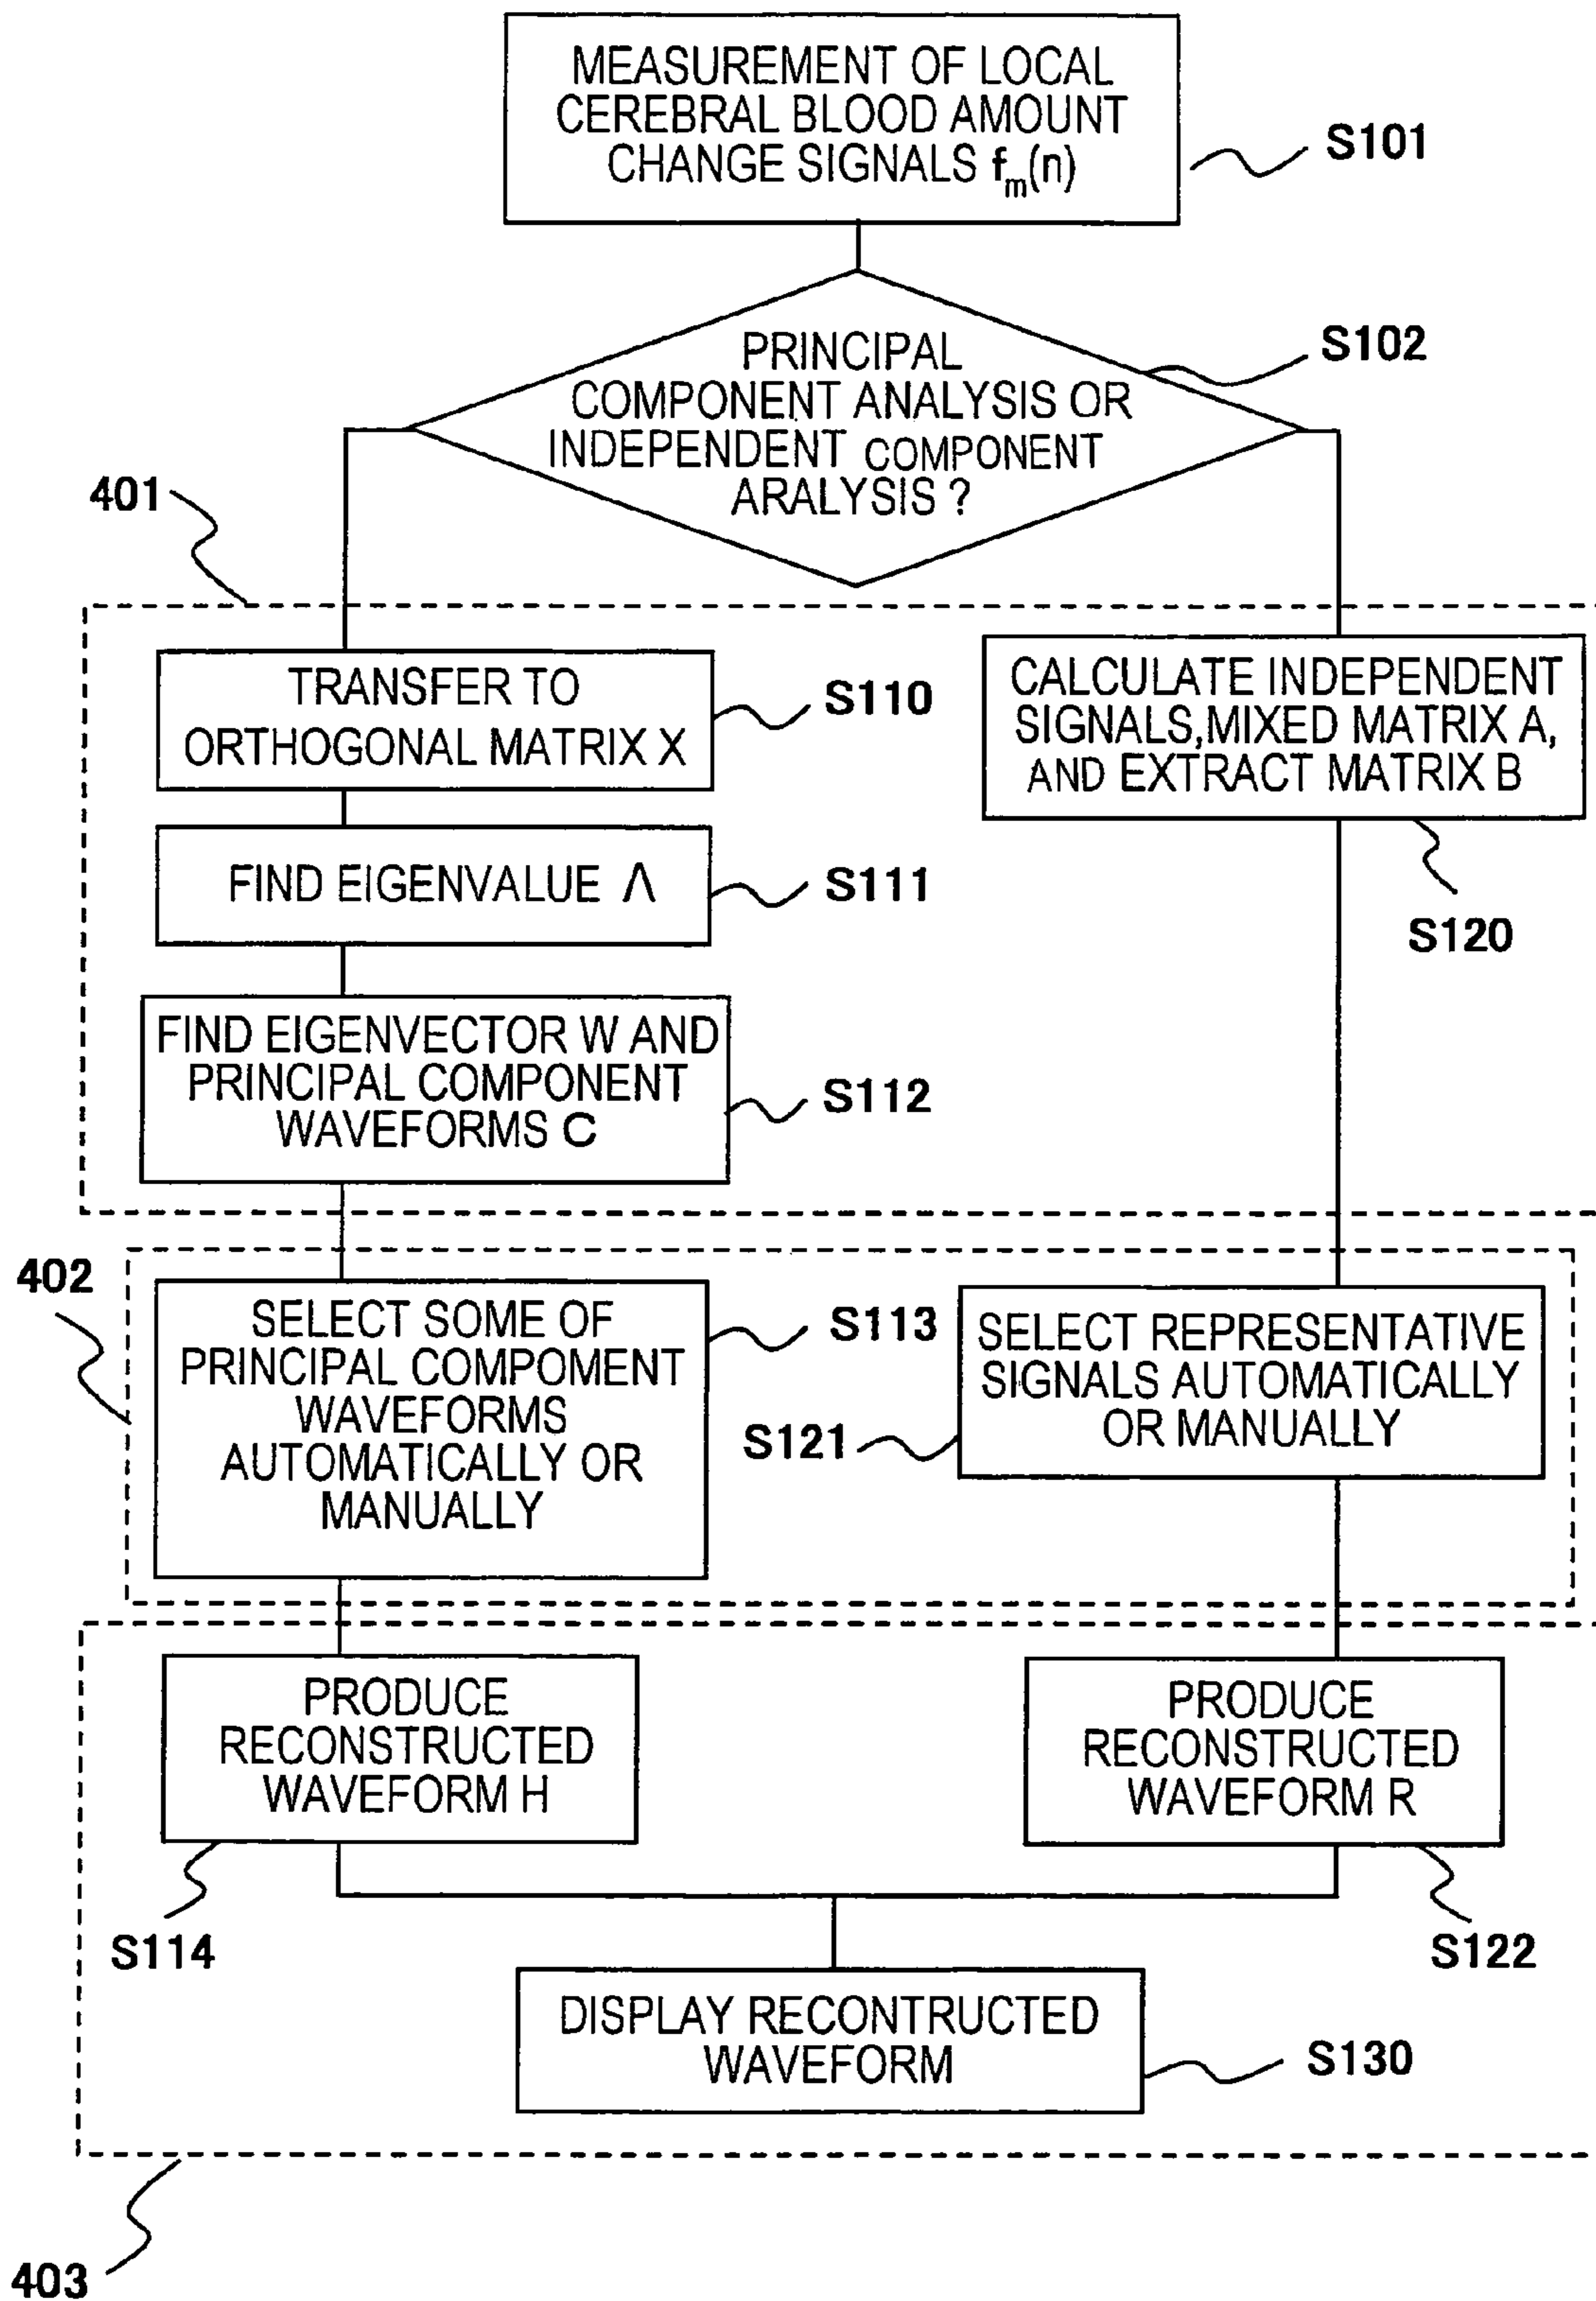 MEASUREMENT OF LOCAL
CEREBRAL BLOOD AMOUNT
CHANGE SIGNALS fm(n)
S101
PRINCIPAL
COMPONENT ANALYSIS OR
INDEPENDENT COMPONENT
ARALYSIS ?
S102
401
TRANSFER TO
ORTHOGONAL MATRIX X
S110
CALCULATE INDEPENDENT
SIGNALS,MIXED MATRIX A,
AND EXTRACT MATRIX B
S120
FIND EIGENVALUE Λ
S111
FIND EIGENVECTOR W AND
PRINCIPAL COMPONENT
WAVEFORMS C
S112
402
SELECT SOME OF
PRINCIPAL COMPOMENT
WAVEFORMS
AUTOMATICALLY OR
MANUALLY
S113
SELECT REPRESENTATIVE
SIGNALS AUTOMATICALLY
OR MANUALLY
S121
PRODUCE
RECONSTRUCTED
WAVEFORM H
S114
PRODUCE
RECONSTRUCTED
WAVEFORM R
S122
DISPLAY RECONTRUCTED
WAVEFORM
S130
403